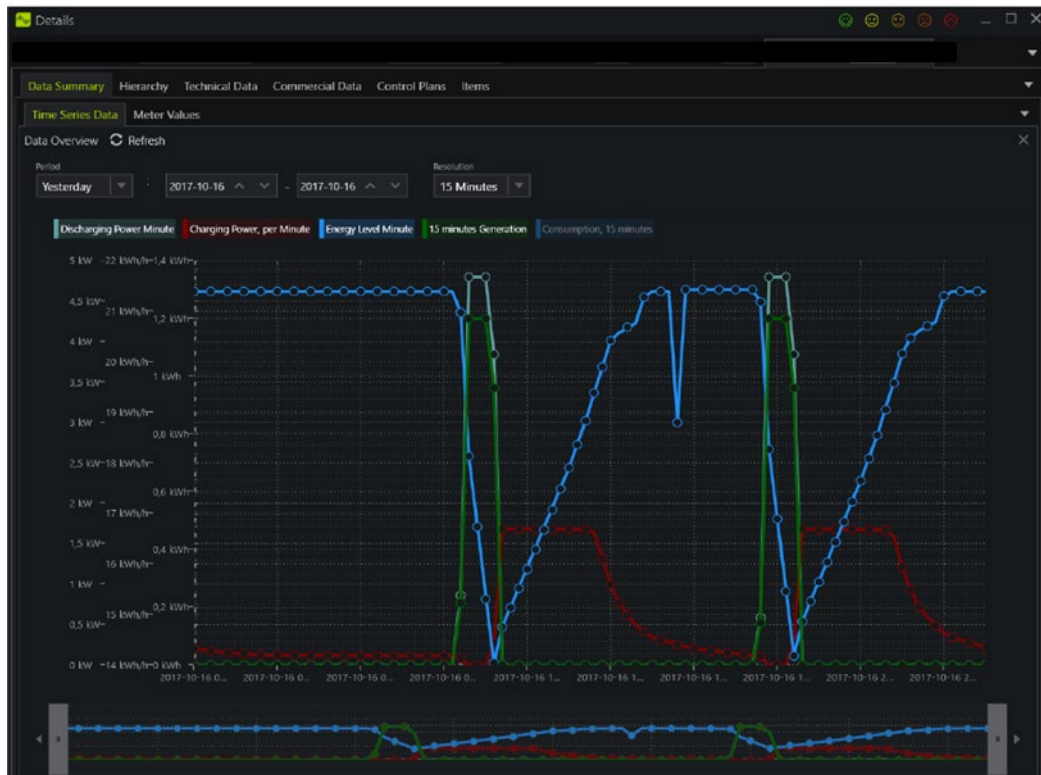 Details
Data Summary Hierarchy Technical Data Commercial Data Control Plans Items
Time Series Data Meter Values
Data Overview Refresh
Period Resolution
Yesterday : 2017-10-16 - 2017-10-16 15 Minutes
Discharging Power Minute Charging Power, per Minute Energy Level Minute 15 minutes Generation Consumption, 15 minutes
5 kW 22 kWh/h 1,4 kWh
4,5 kW 21 kWh/h 1,2 kWh
4 kW
20 kWh/h 1 kWh
3,5 kW
19 kWh/h
3 kW 0,8 kWh
2,5 kW 18 kWh/h
0,6 kWh
2 kW 17 kWh/h
1,5 kW 0,4 kWh
16 kWh/h
1 kW
15 kWh/h 0,2 kWh
0,5 kW
0 kW 14 kWh/h 0 kWh
2017-10-16 0... 2017-10-16 0... 2017-10-16 0... 2017-10-16 0... 2017-10-16 1... 2017-10-16 1... 2017-10-16 1... 2017-10-16 1... 2017-10-16 2... 2017-10-16 2...